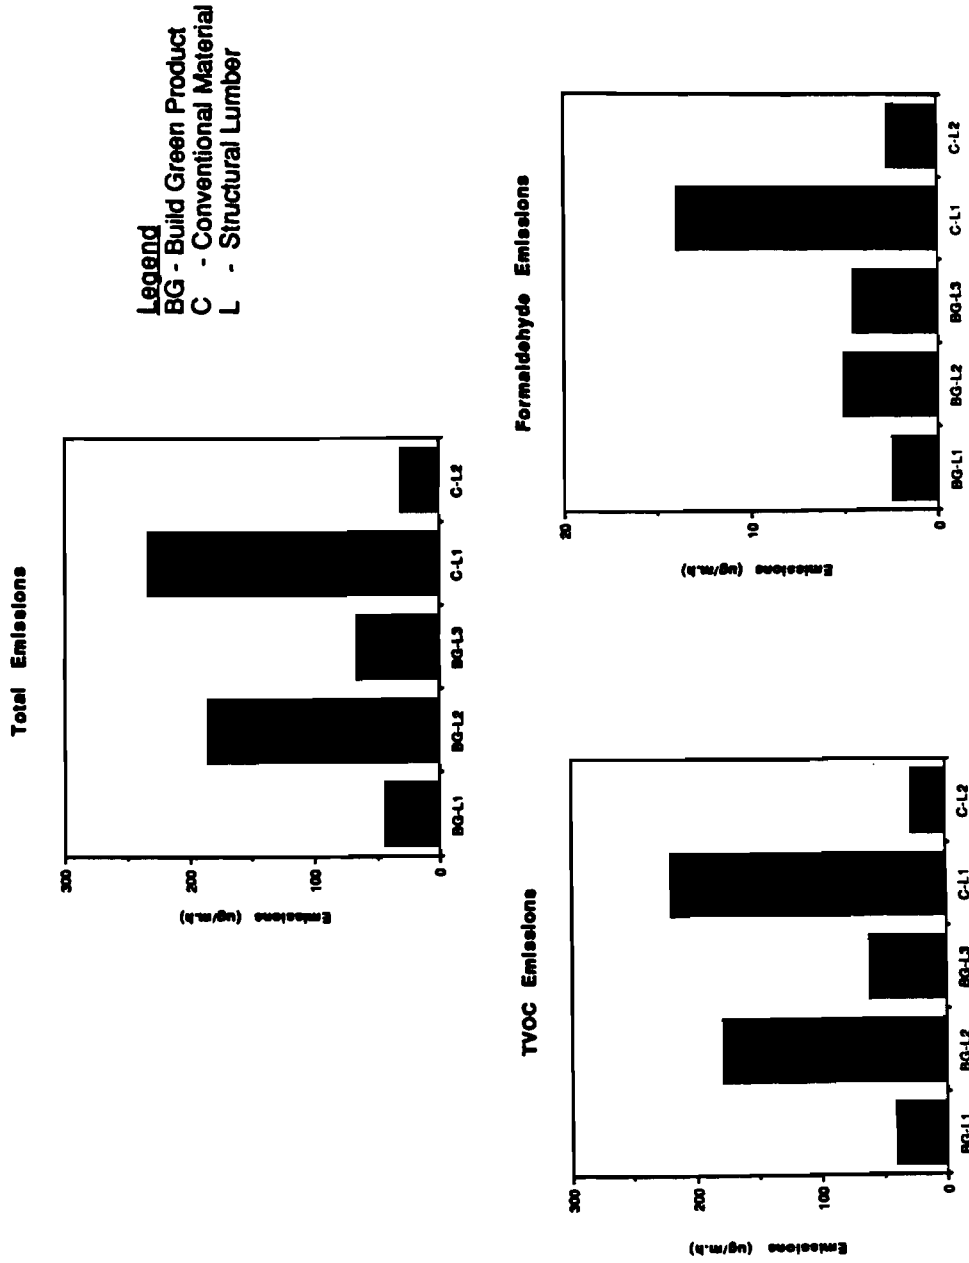 Total Emissions
Emissions (ug/m.h)
300
200
100
0
BG-L1
BG-L2
BG-L3
C-L1
C-L2
Legend
BG - Build Green Product
C - Conventional Material
L - Structural Lumber
TVOC Emissions
Emissions (ug/m.h)
300
200
100
0
BG-L1
BG-L2
BG-L3
C-L1
C-L2
Formaldehyde Emissions
Emissions (ug/m.h)
20
10
0
BG-L1
BG-L2
BG-L3
C-L1
C-L2